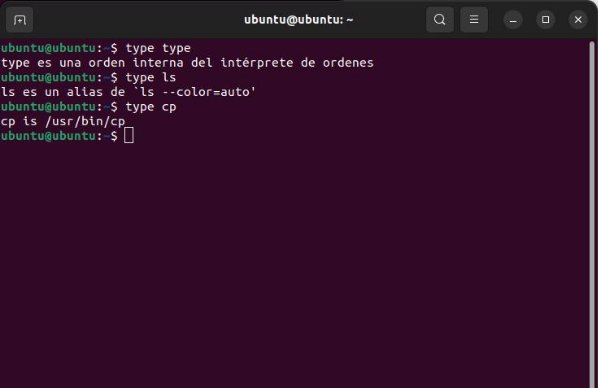 ubuntu@ubuntu: ~
ubuntu@ubuntu:~$ type type
type es una orden interna del intérprete de ordenes
ubuntu@ubuntu:~$ type ls
ls es un alias de `ls --color=auto'
ubuntu@ubuntu:~$ type cp
cp is /usr/bin/cp
ubuntu@ubuntu:~$